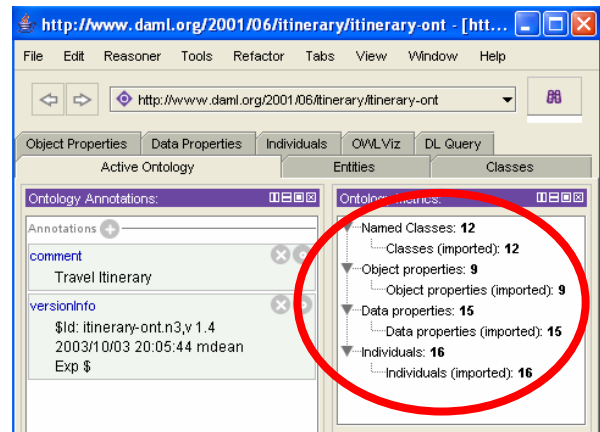 http://www.daml.org/2001/06/itinerary/itinerary-ont - [htt...
File Edit Reasoner Tools Refactor Tabs View Window Help
http://www.daml.org/2001/06/itinerary/itinerary-ont
Object Properties Data Properties Individuals OWLViz DL Query
Active Ontology Entities Classes
Ontology Annotations:
Annotations
comment
Travel Itinerary
versionInfo
$Id: itinerary-ont.n3,v 1.4
2003/10/03 20:05:44 mdean
Exp $
Ontology metrics:
Named Classes: 12
Classes (imported): 12
Object properties: 9
Object properties (imported): 9
Data properties: 15
Data properties (imported): 15
Individuals: 16
Individuals (imported): 16